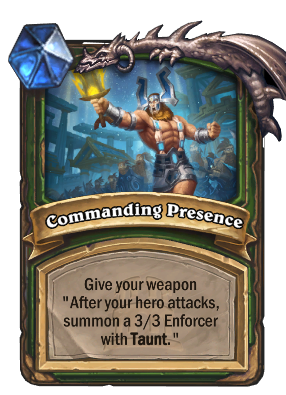 Commanding Presence
Give your weapon
"After your hero attacks,
summon a 3/3 Enforcer
with Taunt."